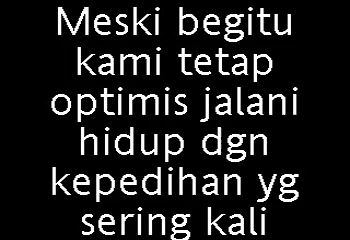 Meski begitu
kami tetap
optimis jalani
hidup dgn
kepedihan yg
sering kali